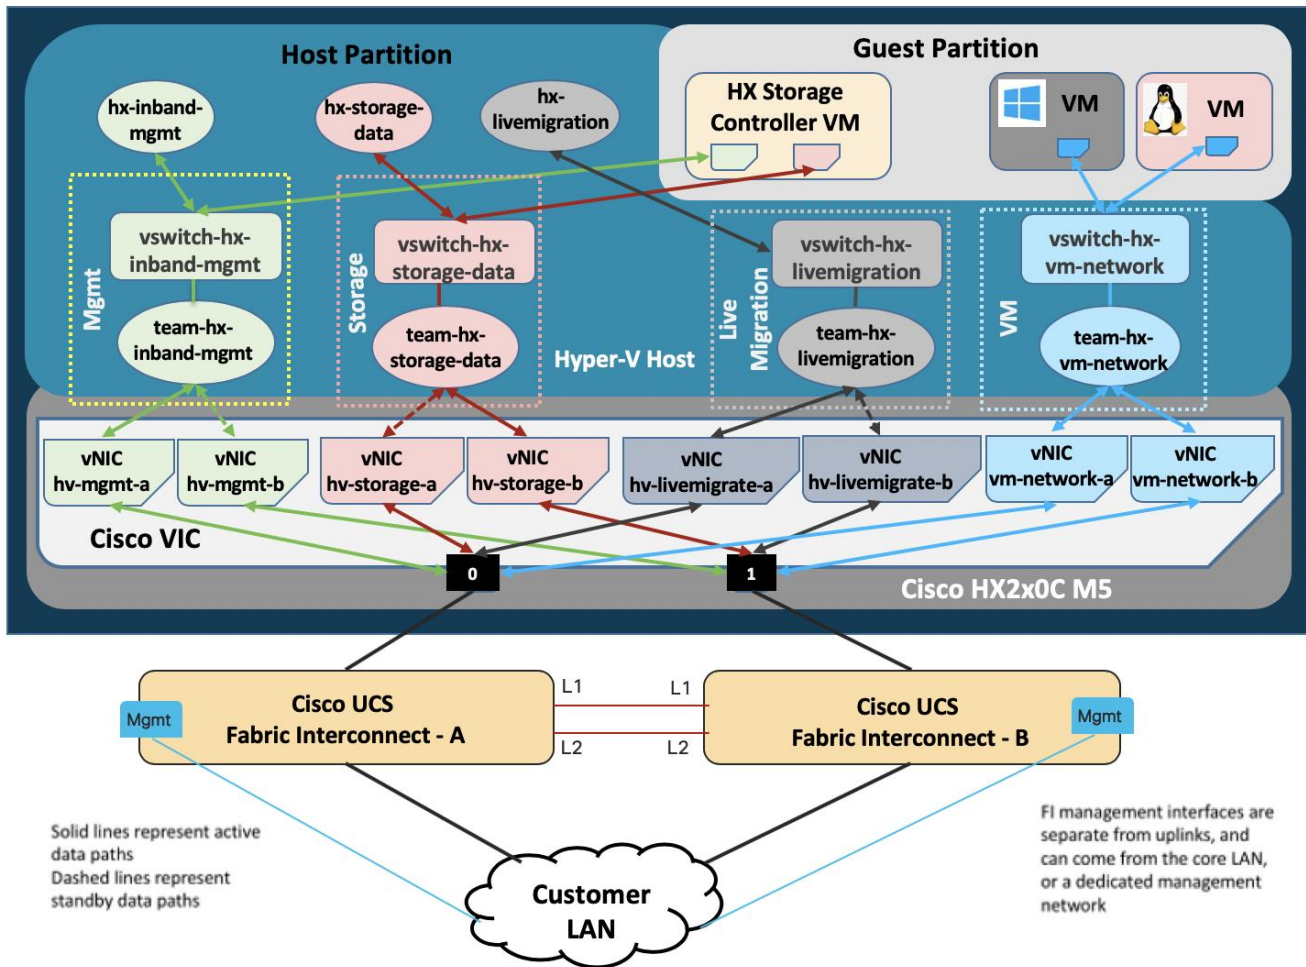 Host Partition
Guest Partition
hx-inband-
mgmt
hx-storage-
data
hx-
livemigration
HX Storage
Controller VM
VM
VM
Mgmt
vswitch-hx-
inband-mgmt
team-hx-
inband-mgmt
Storage
vswitch-hx-
storage-data
team-hx-
storage-data
Hyper-V Host
Live
Migration
vswitch-hx-
livemigration
team-hx-
livemigration
VM
vswitch-hx-
vm-network
team-hx-
vm-network
vNIC
hv-mgmt-a
vNIC
hv-mgmt-b
vNIC
hv-storage-a
vNIC
hv-storage-b
vNIC
hv-livemigrate-a
vNIC
hv-livemigrate-b
vNIC
vm-network-a
vNIC
vm-network-b
Cisco VIC
0
1
Cisco HX2x0C M5
Mgmt
Cisco UCS
Fabric Interconnect - A
L1
L1
L2
L2
Cisco UCS
Fabric Interconnect - B
Mgmt
Solid lines represent active
data paths
Dashed lines represent
standby data paths
Customer
LAN
FI management interfaces are
separate from uplinks, and
can come from the core LAN,
or a dedicated management
network